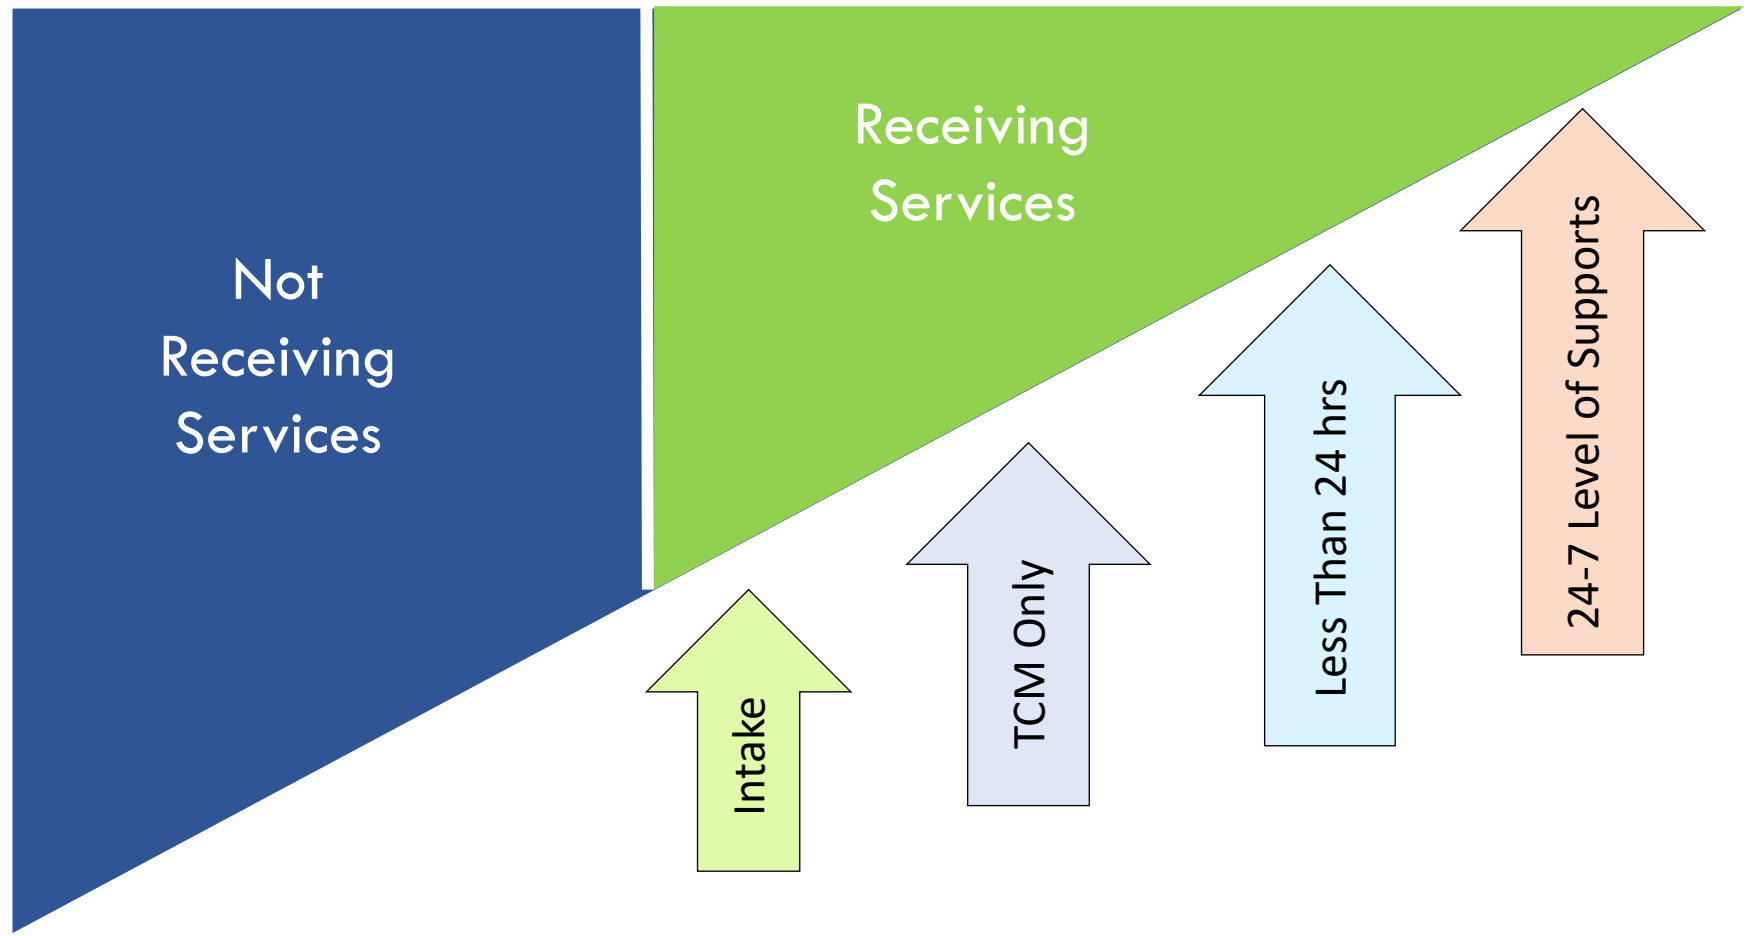 Not
Receiving
Services
Receiving
Services
Intake
TCM Only
Less Than 24 hrs
24-7 Level of Supports